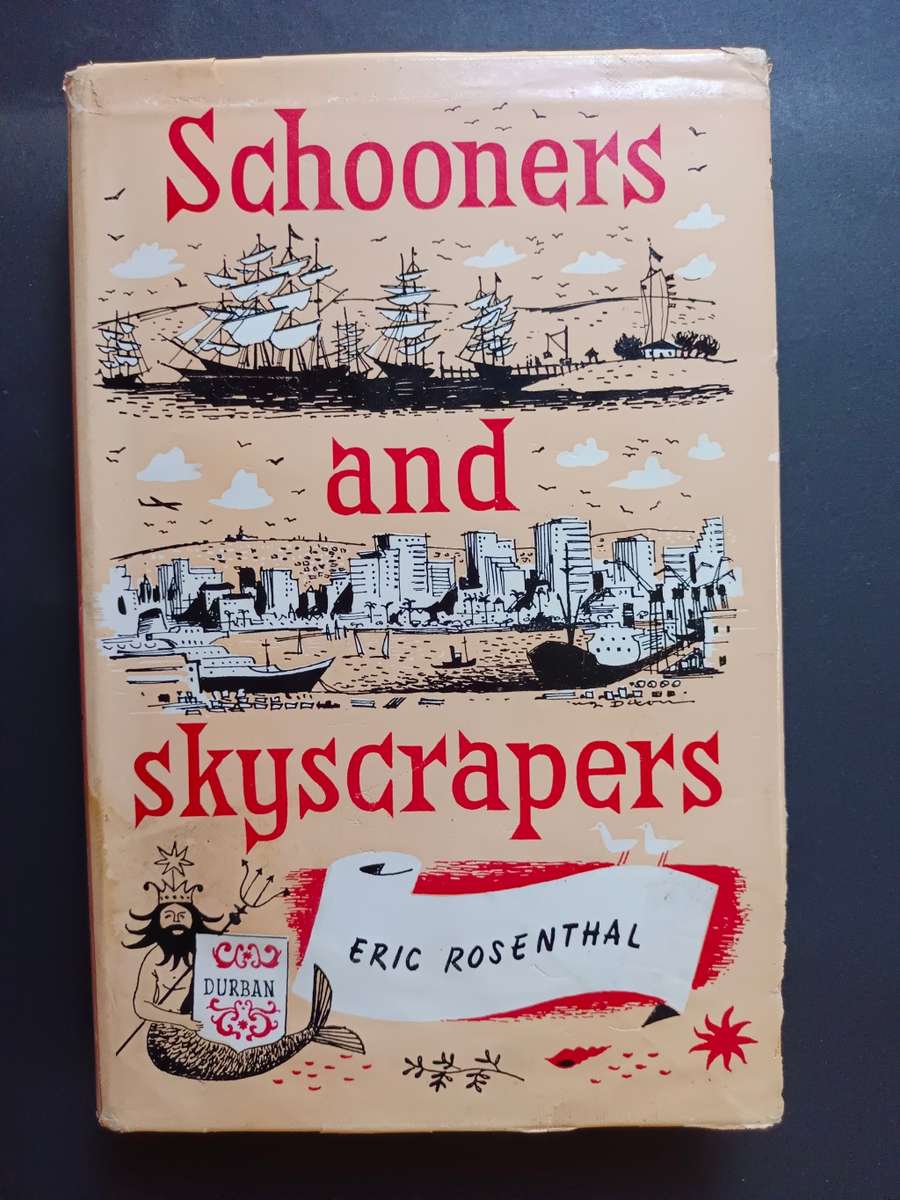 Schooners
and
skyscrapers
ERIC ROSENTHAL
DURBAN